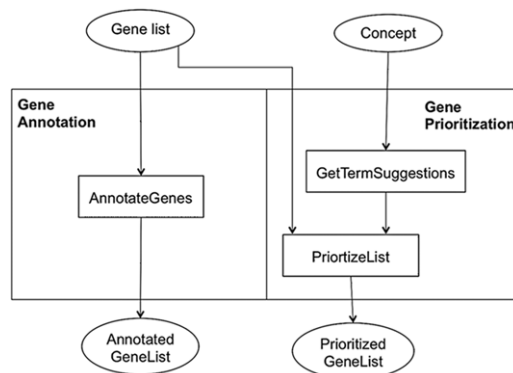 Gene list
Concept
Gene
Annotation
Gene
Prioritization
GetTermSuggestions
AnnotateGenes
PriortizeList
Annotated
GeneList
Prioritized
GeneList